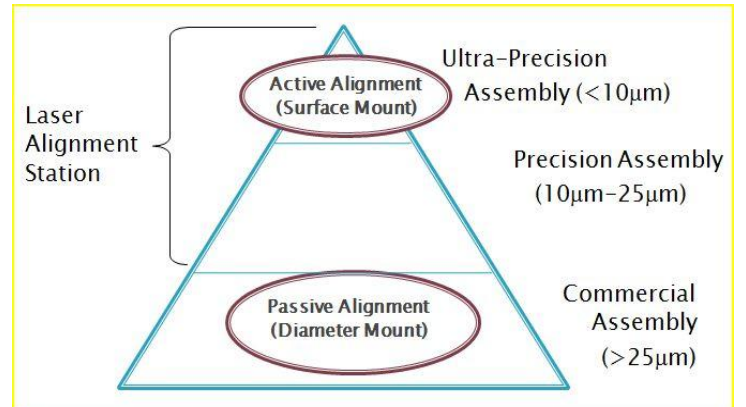 Ultra-Precision
Assembly (<10μm)
Active Alignment
(Surface Mount)
Laser
Alignment
Station
Precision Assembly
(10μm-25μm)
Commercial
Assembly
(>25μm)
Passive Alignment
(Diameter Mount)